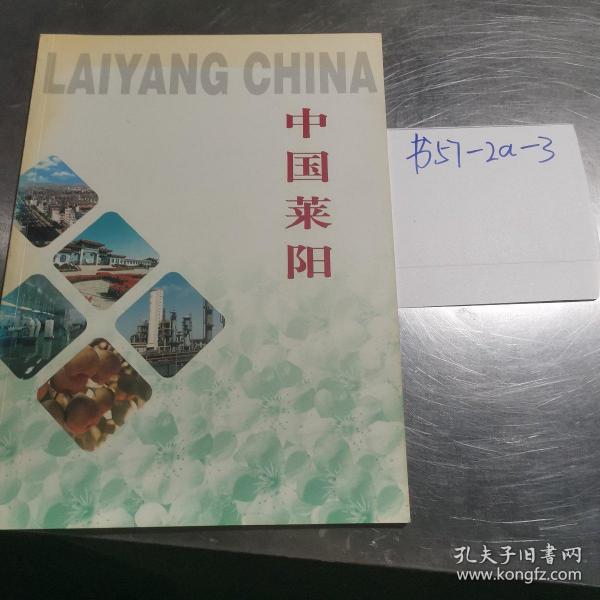 LAIYANG CHINA
中国莱阳
书57-2a-3
孔夫子旧书网
www.kongfz.com